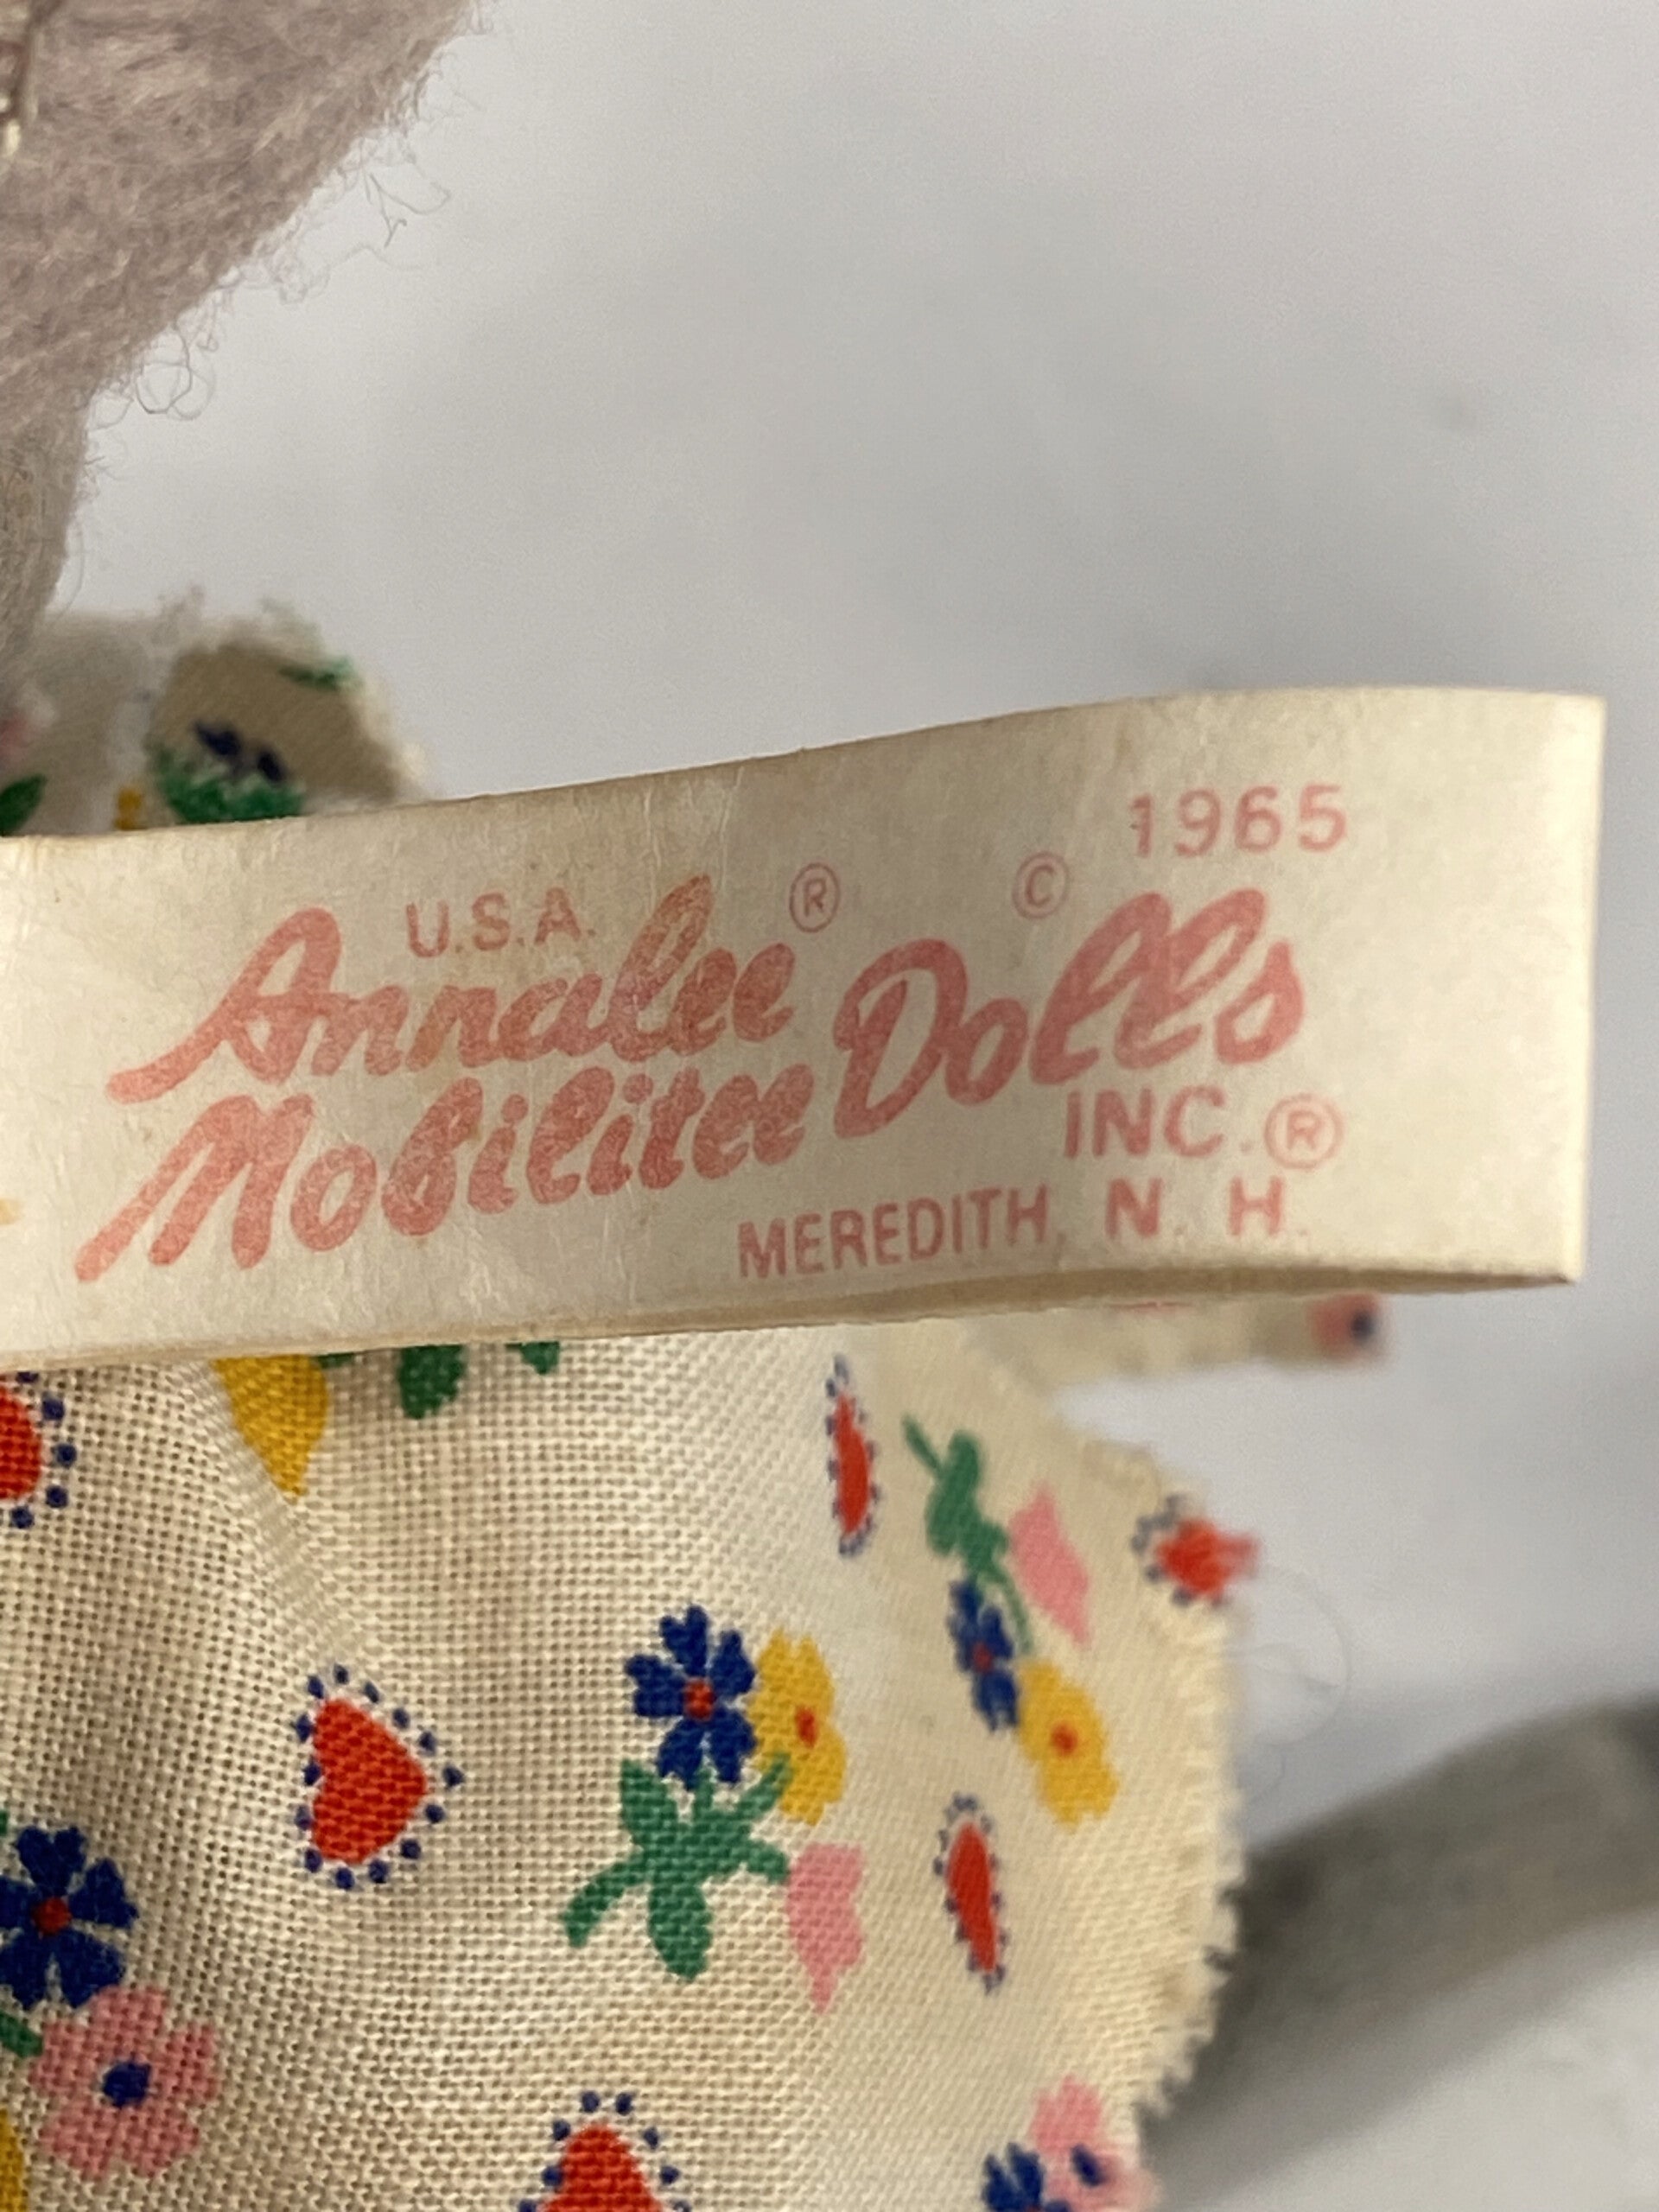 1965
U.S.A. ® ©
Annalee Dolls
Mobilitee INC.®
MEREDITH, N. H.